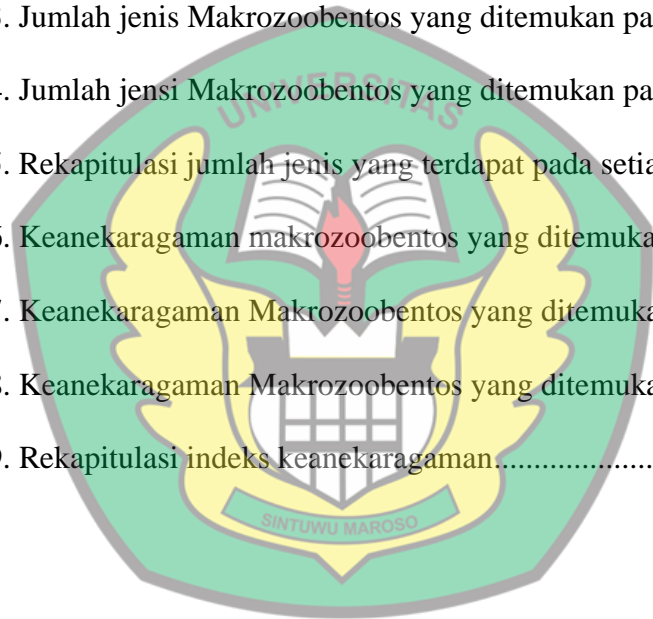 . Jumlah jenis Makrozoobentos yang ditemukan pa
. Jumlah jensi Makrozoobentos yang ditemukan pa
. Rekapitulasi jumlah jenis yang terdapat pada setia
. Keanekaragaman makrozoobentos yang ditemuka
. Keanekaragaman Makrozoobentos yang ditemuka
. Keanekaragaman Makrozoobentos yang ditemuka
. Rekapitulasi indeks keanekaragaman....................
UNIVERSITAS
SINTUWU MAROSO